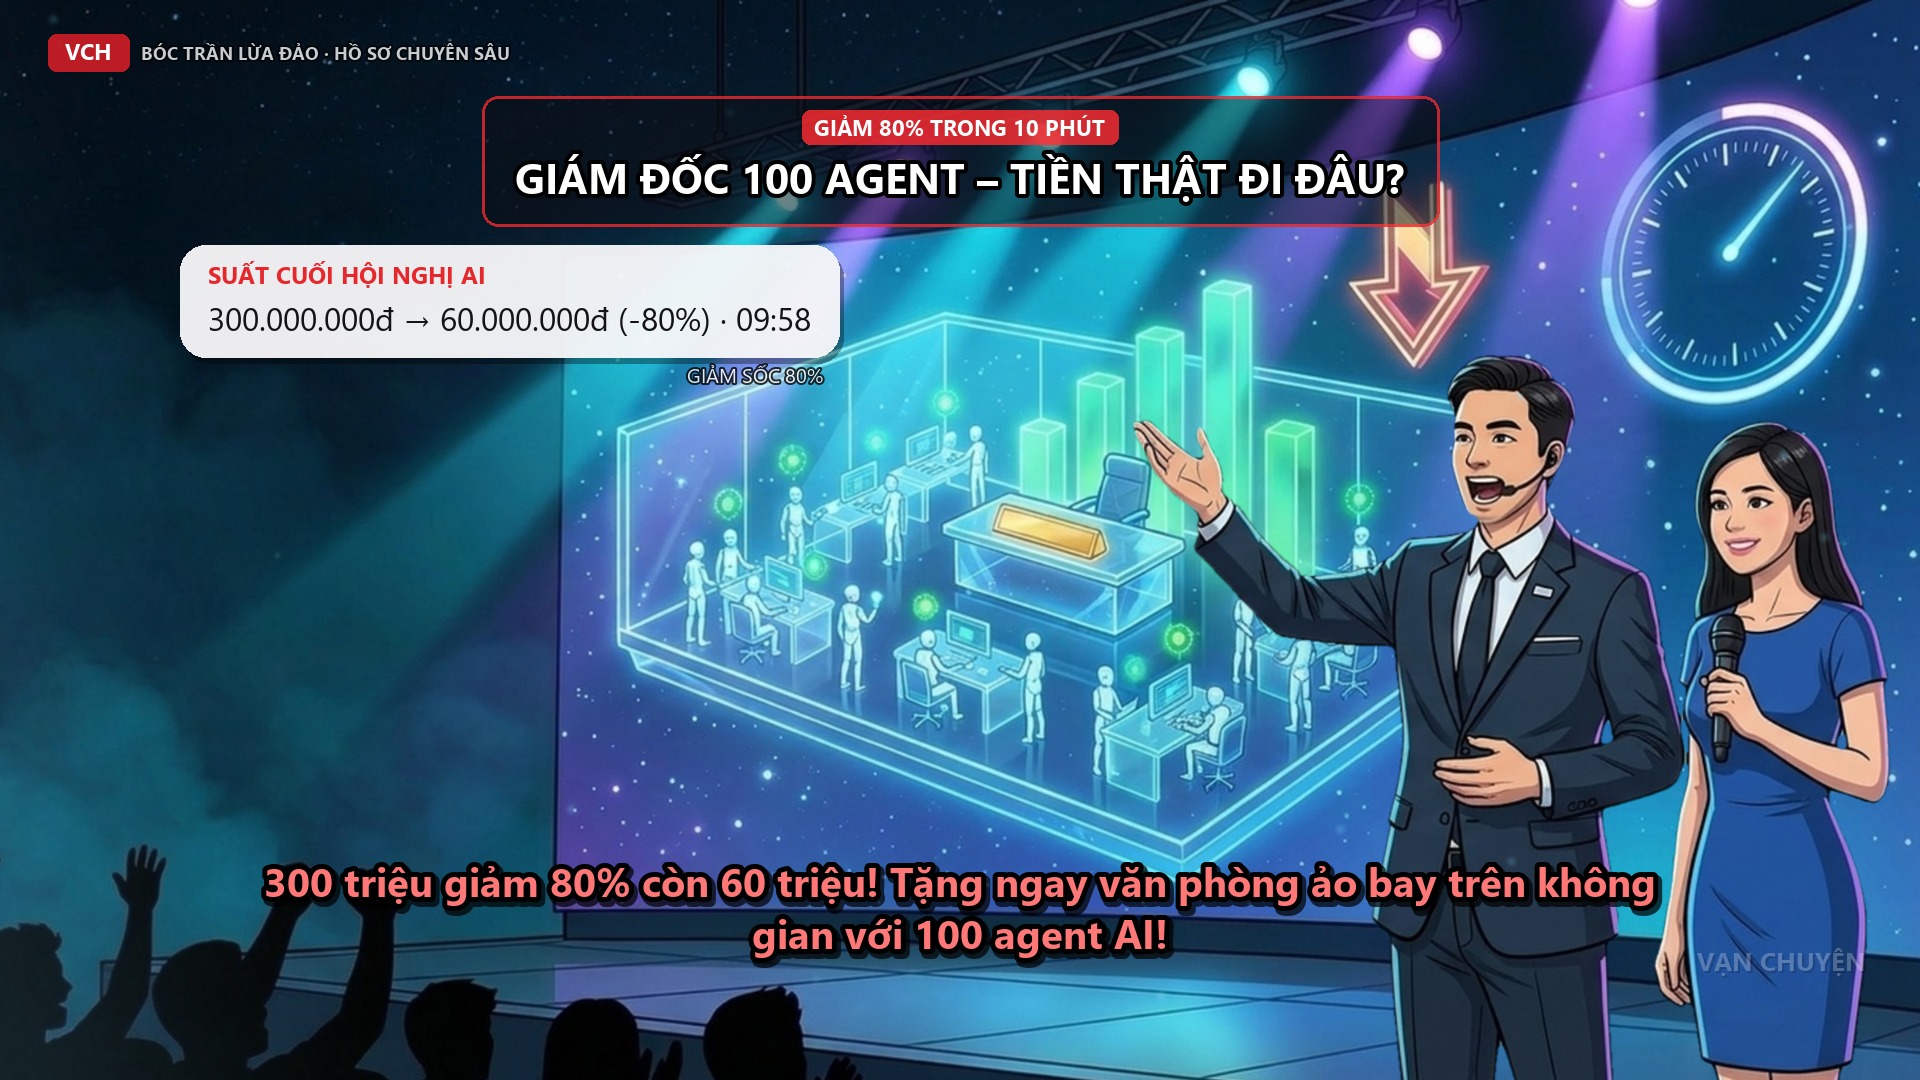 VCH BÓC TRẦN LỪA ĐẢO · HỒ SƠ CHUYÊN SÂU
GIẢM 80% TRONG 10 PHÚT
GIÁM ĐỐC 100 AGENT – TIỀN THẬT ĐI ĐÂU?
SUẤT CUỐI HỘI NGHỊ AI
300.000.000đ → 60.000.000đ (-80%) · 09:58
GIẢM SỐC 80%
300 triệu giảm 80% còn 60 triệu! Tặng ngay văn phòng ảo bay trên không
gian với 100 agent AI!
VẠN CHUYỆN